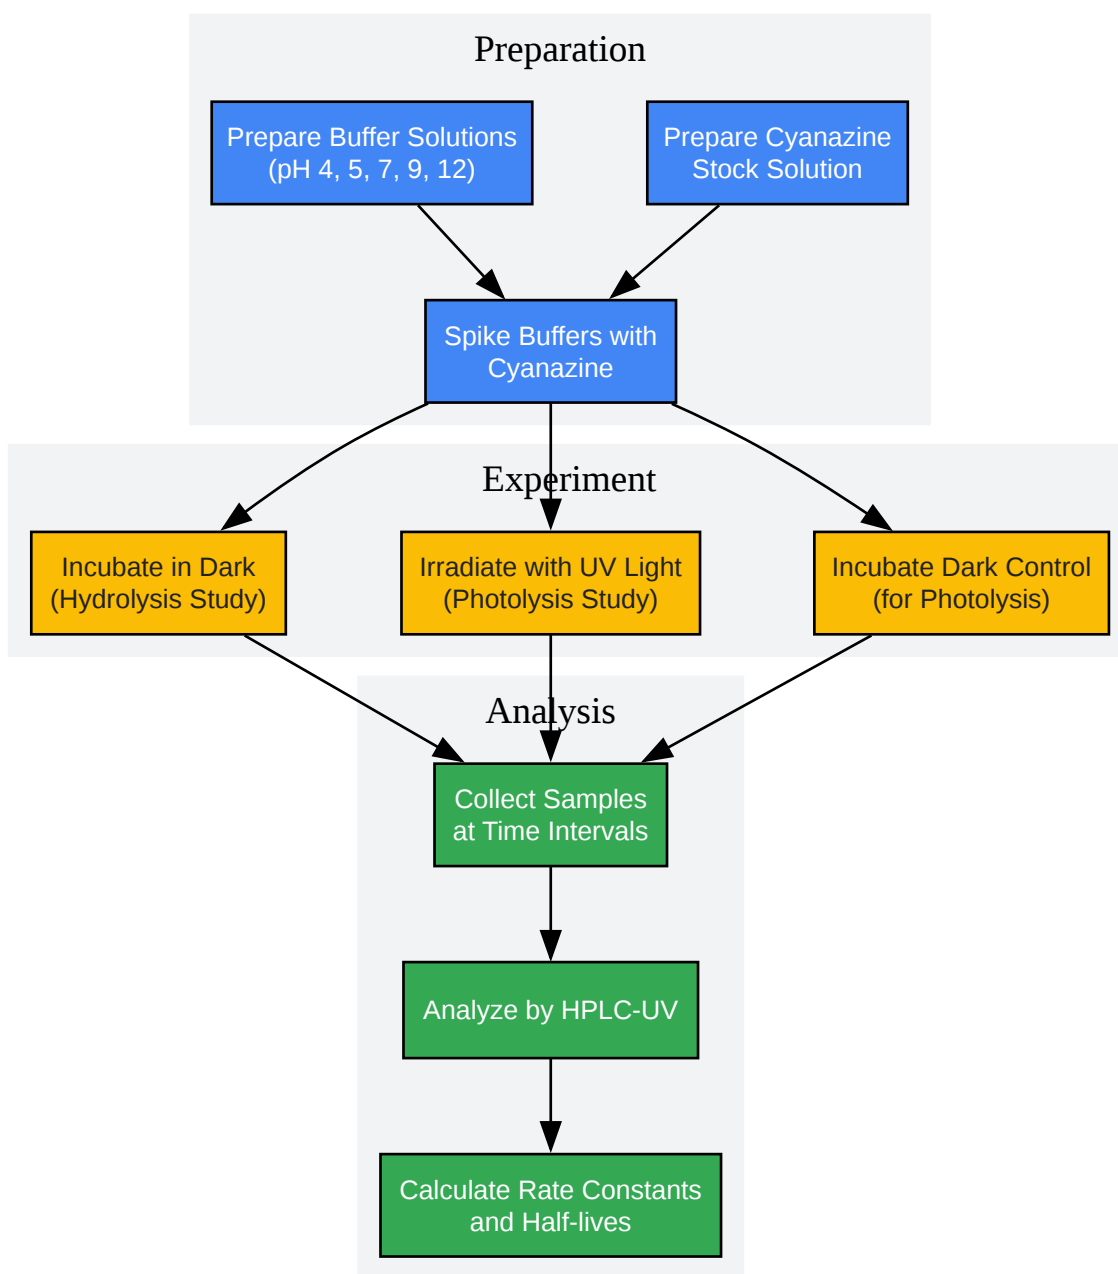 Preparation
Prepare Buffer Solutions
(pH 4, 5, 7, 9, 12)
Prepare Cyanazine
Stock Solution
Spike Buffers with
Cyanazine
Experiment
Incubate in Dark
(Hydrolysis Study)
Irradiate with UV Light
(Photolysis Study)
Incubate Dark Control
(for Photolysis)
Analysis
Collect Samples
at Time Intervals
Analyze by HPLC-UV
Calculate Rate Constants
and Half-lives